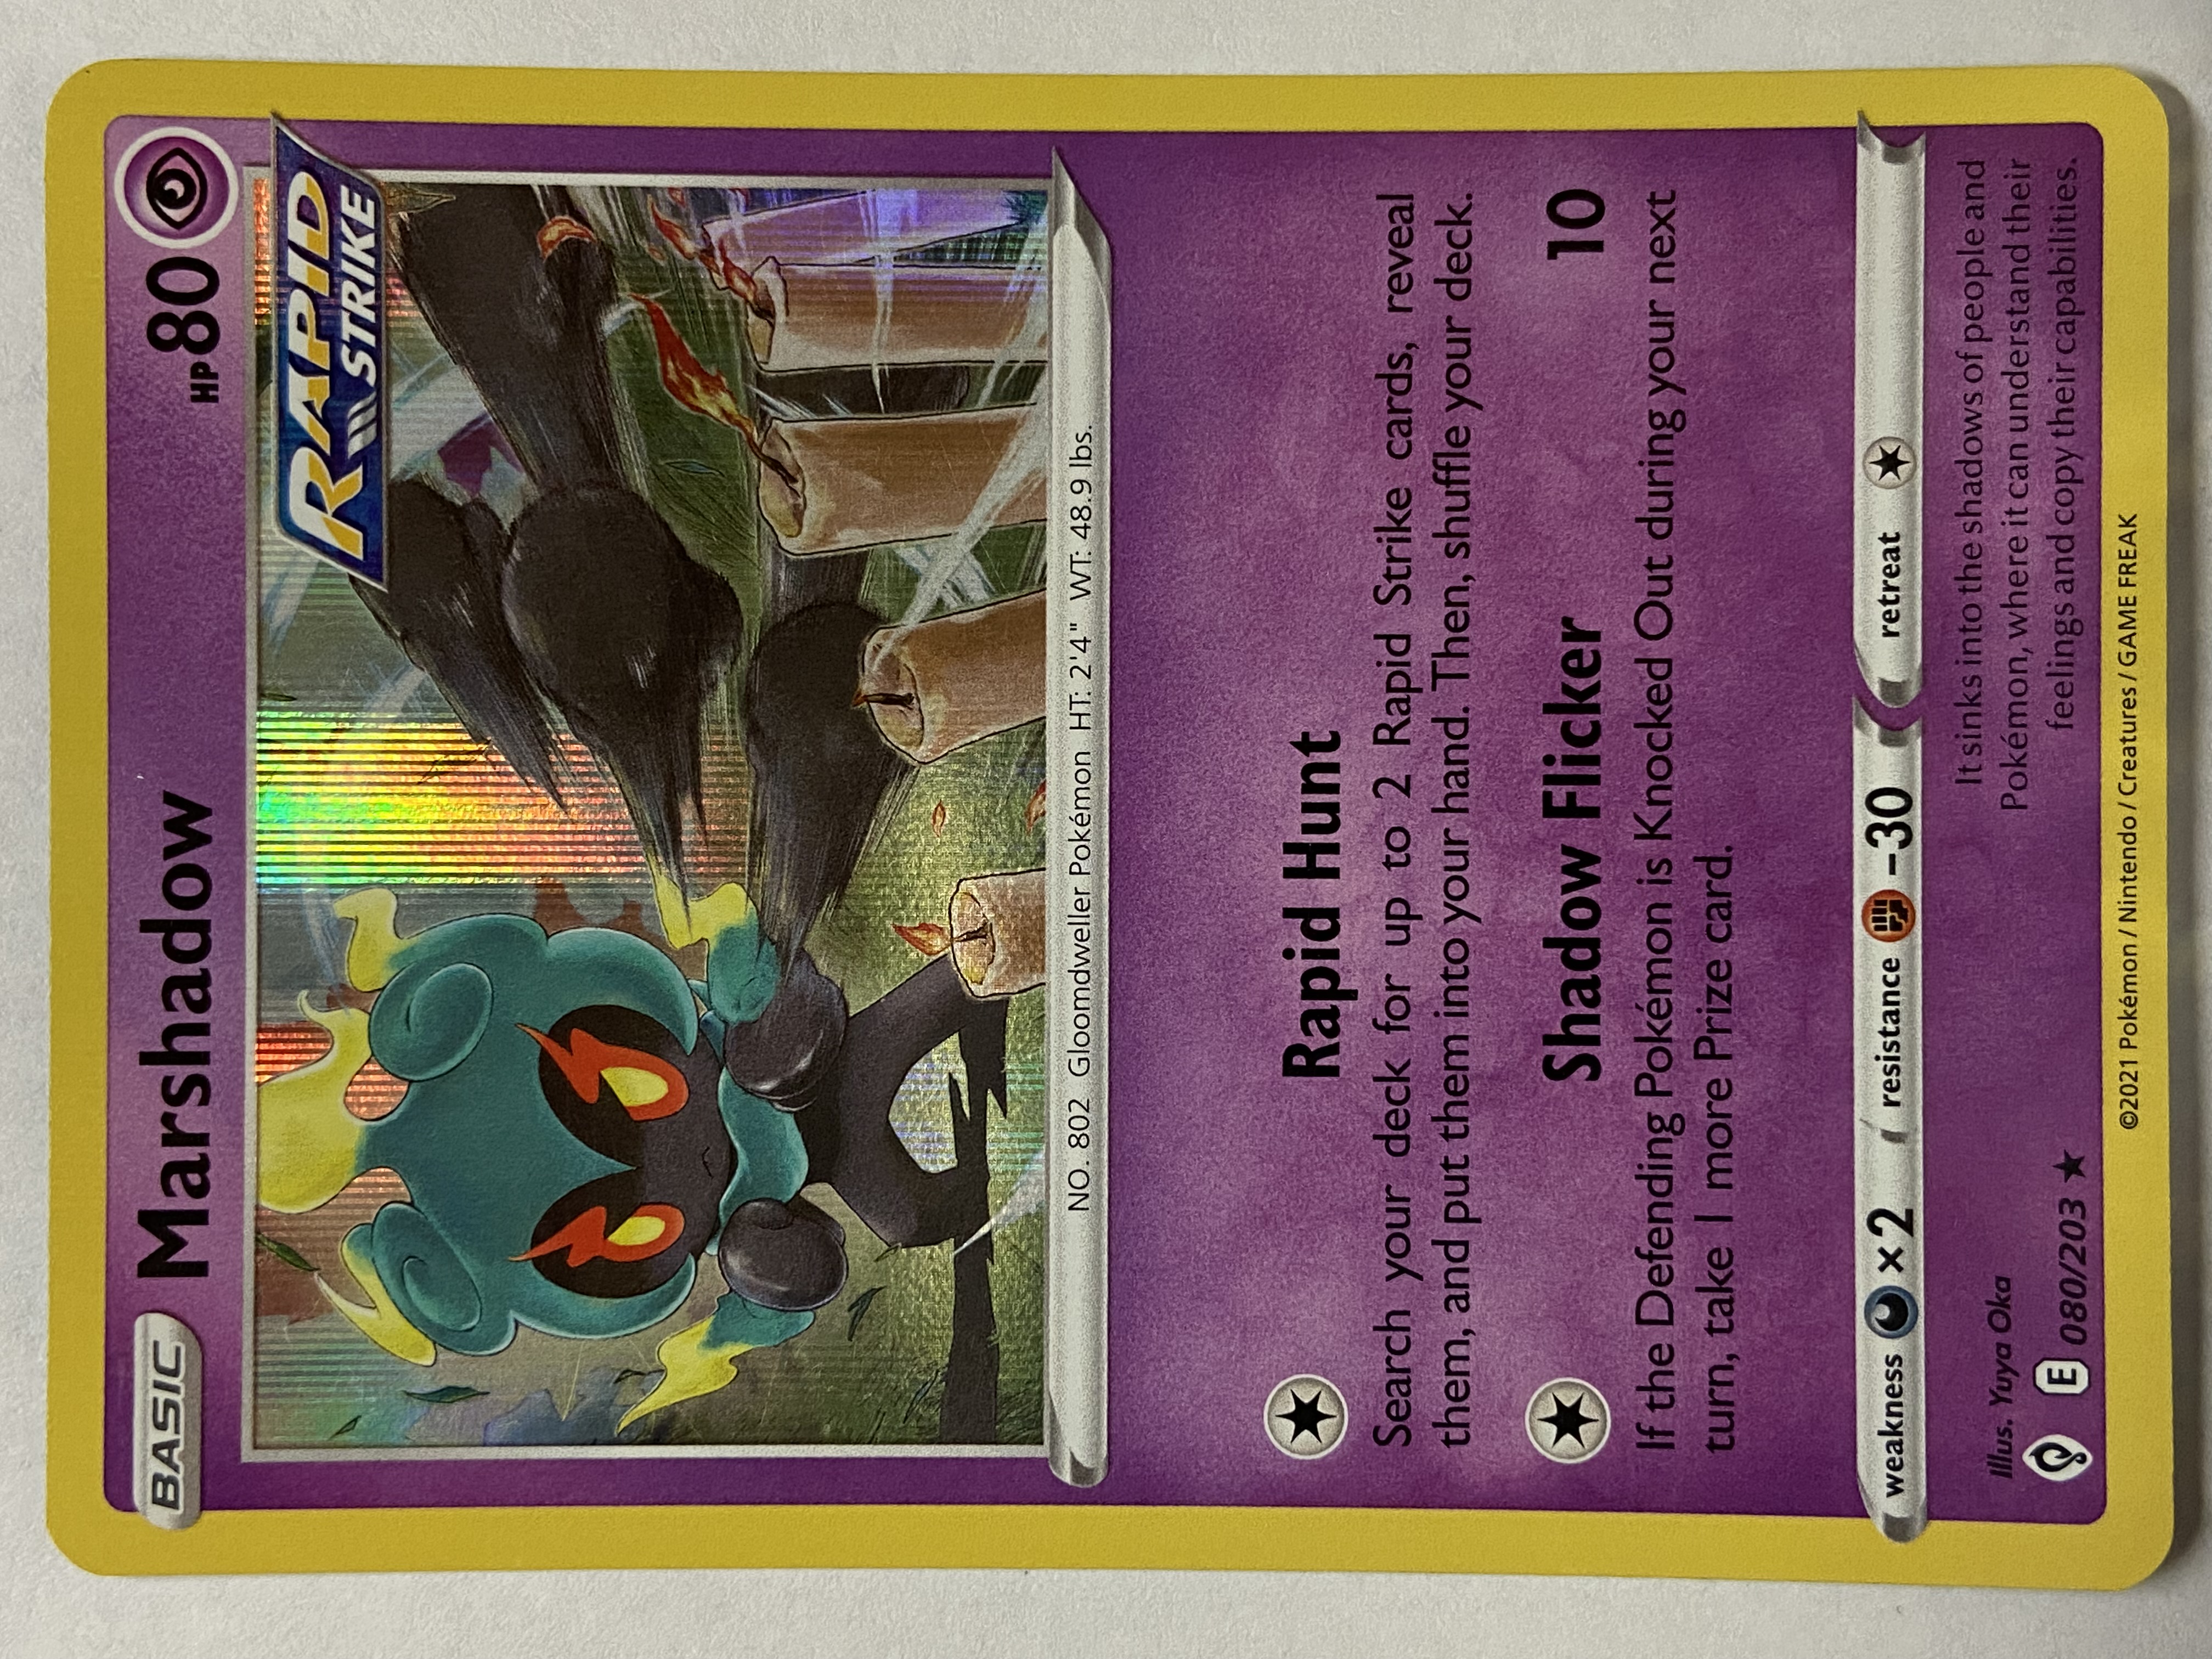 BASIC Marshadow HP 80
RAPID
STRIKE
NO. 802 Gloomdweller Pokémon HT: 2'4" WT: 48.9 lbs.
Rapid Hunt
Search your deck for up to 2 Rapid Strike cards, reveal
them, and put them into your hand. Then, shuffle your deck.
Shadow Flicker 10
If the Defending Pokémon is Knocked Out during your next
turn, take 1 more Prize card.
weakness ×2 resistance -30 retreat
It sinks into the shadows of people and
Pokémon, where it can understand their
feelings and copy their capabilities.
Illus. Yuya Oka
E 080/203 ★
©2021 Pokémon / Nintendo / Creatures / GAME FREAK